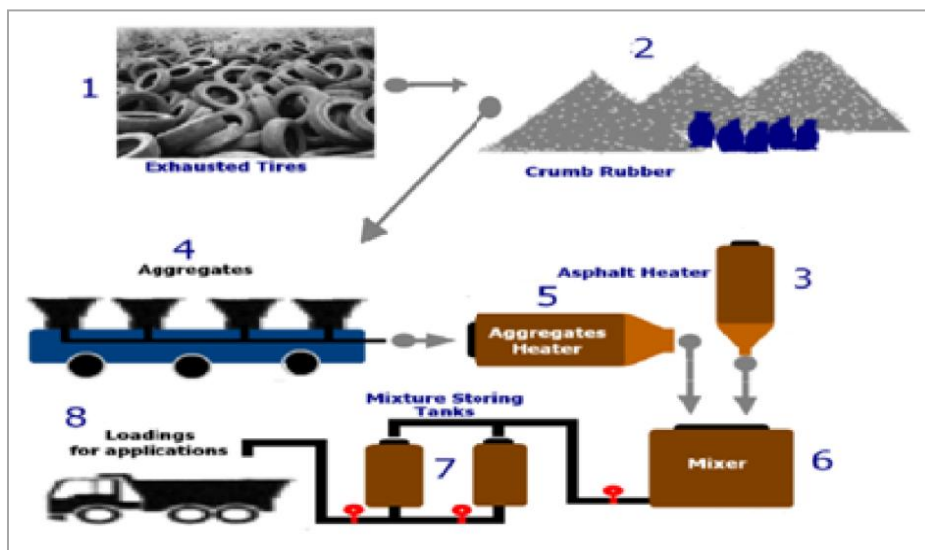 1
Exhausted Tires
2
Crumb Rubber
4
Aggregates
Asphalt Heater
3
5
Aggregates
Heater
Mixture Storing
Tanks
8
Loadings
for applications
7
Mixer
6